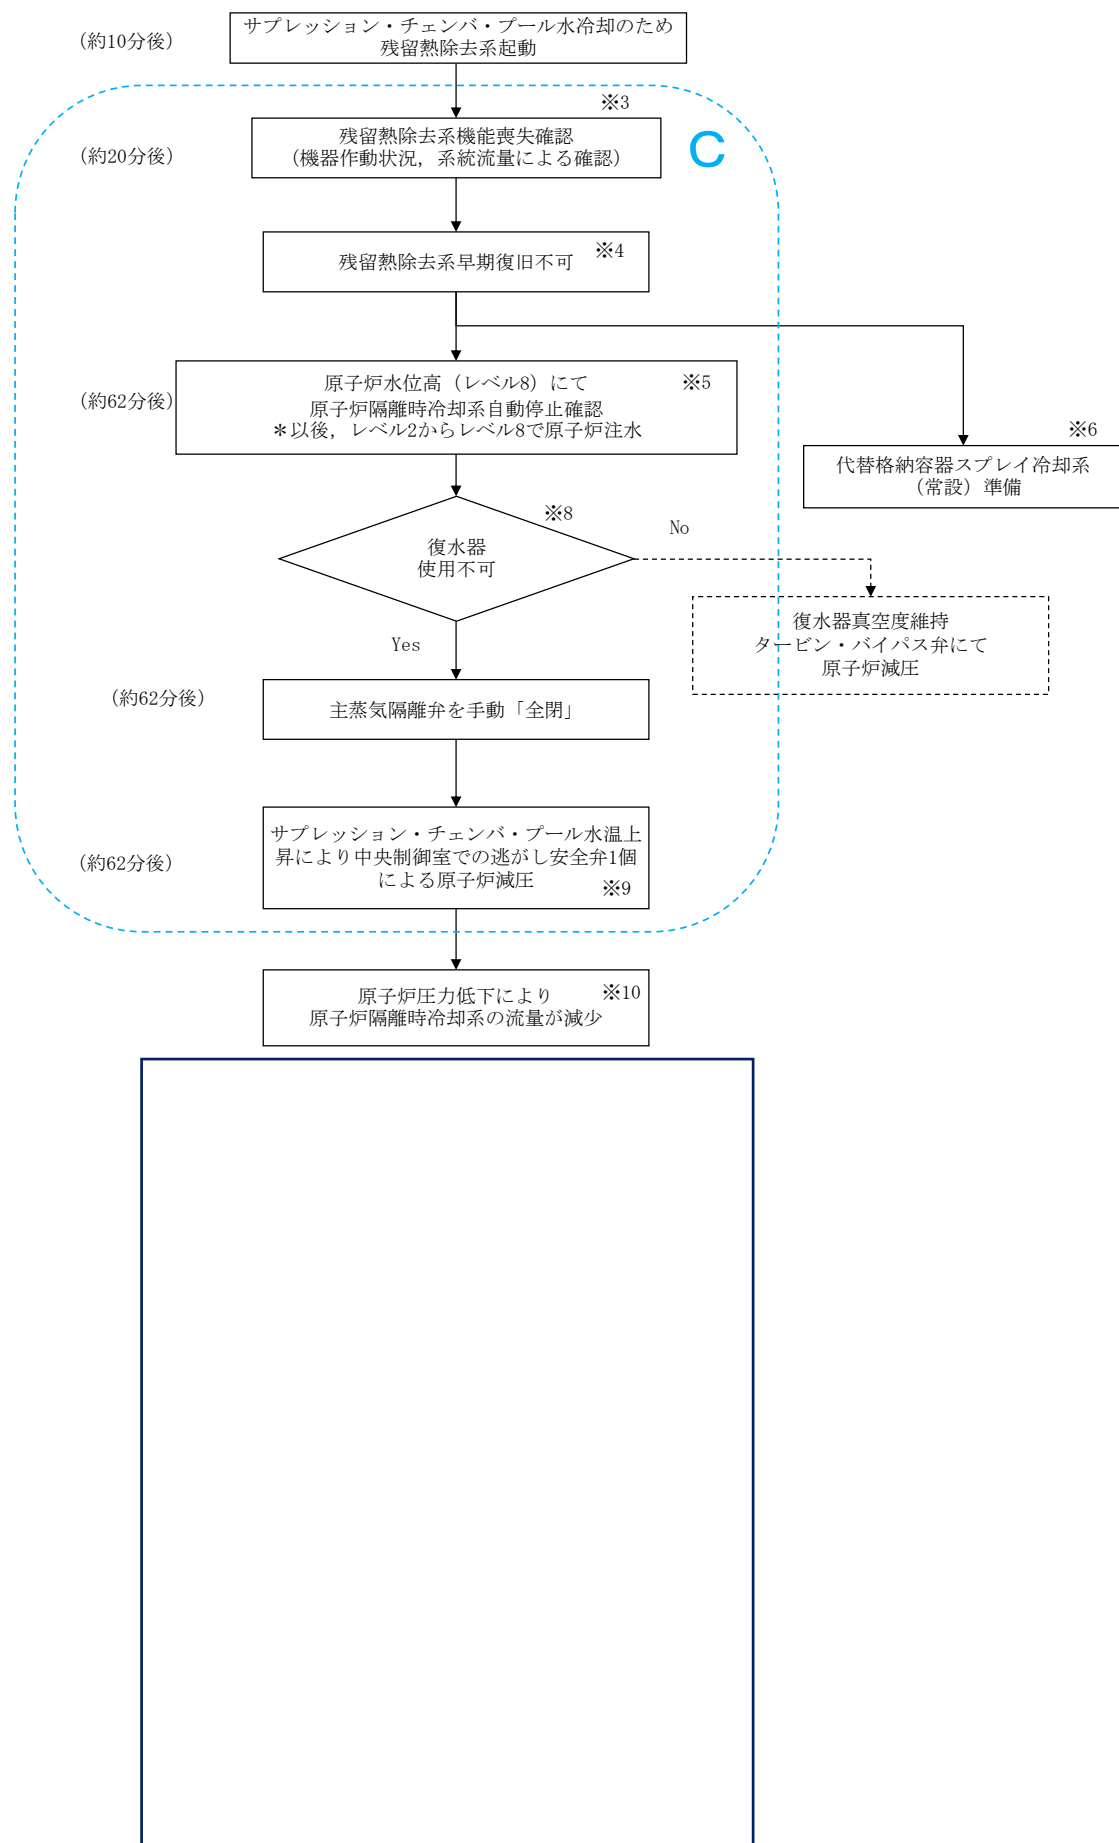 (約10分後)
サプレッション・チェンバ・プール水冷却のため
残留熱除去系起動
※3
(約20分後)
残留熱除去系機能喪失確認
(機器作動状況，系統流量による確認)
C
※4
残留熱除去系早期復旧不可
(約62分後)
原子炉水位高（レベル8）にて
※5
原子炉隔離時冷却系自動停止確認
＊以後，レベル2からレベル8で原子炉注水
※6
代替格納容器スプレイ冷却系
（常設）準備
※8
No
復水器
使用不可
復水器真空度維持
タービン・バイパス弁にて
原子炉減圧
Yes
(約62分後)
主蒸気隔離弁を手動「全閉」
(約62分後)
サプレッション・チェンバ・プール水温上
昇により中央制御室での逃がし安全弁1個
による原子炉減圧
※9
原子炉圧力低下により
※10
原子炉隔離時冷却系の流量が減少